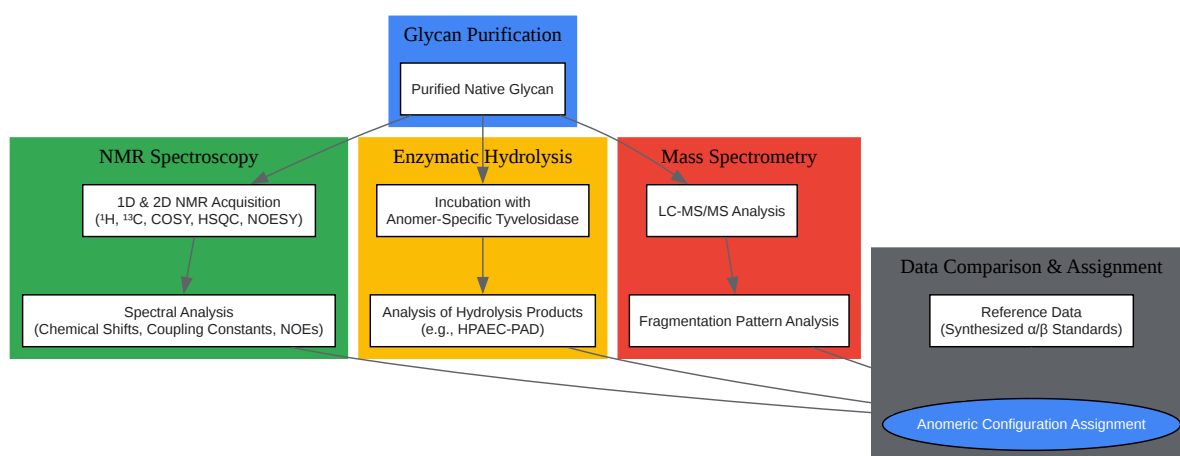 Glycan Purification
Purified Native Glycan
NMR Spectroscopy
1D & 2D NMR Acquisition
(¹H, ¹³C, COSY, HSQC, NOESY)
Spectral Analysis
(Chemical Shifts, Coupling Constants, NOEs)
Enzymatic Hydrolysis
Incubation with
Anomer-Specific Tyvelosidase
Analysis of Hydrolysis Products
(e.g., HPAEC-PAD)
Mass Spectrometry
LC-MS/MS Analysis
Fragmentation Pattern Analysis
Data Comparison & Assignment
Reference Data
(Synthesized α/β Standards)
Anomeric Configuration Assignment